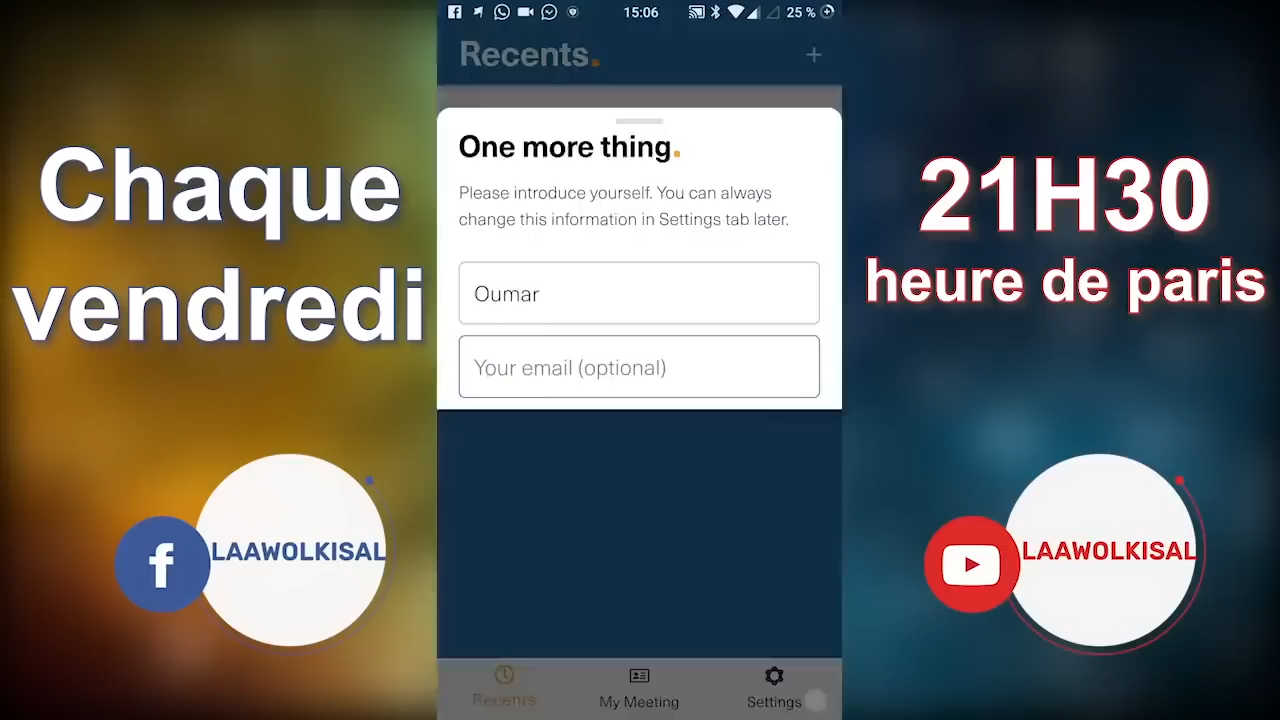 15:06
25 %
Recents.
+
One more thing.
Please introduce yourself. You can always
change this information in Settings tab later.
Oumar
Your email (optional)
Recents
My Meeting
Settings
Chaque
vendredi
f
LAAWOLKISAL
21H30
heure de paris
LAAWOLKISAL